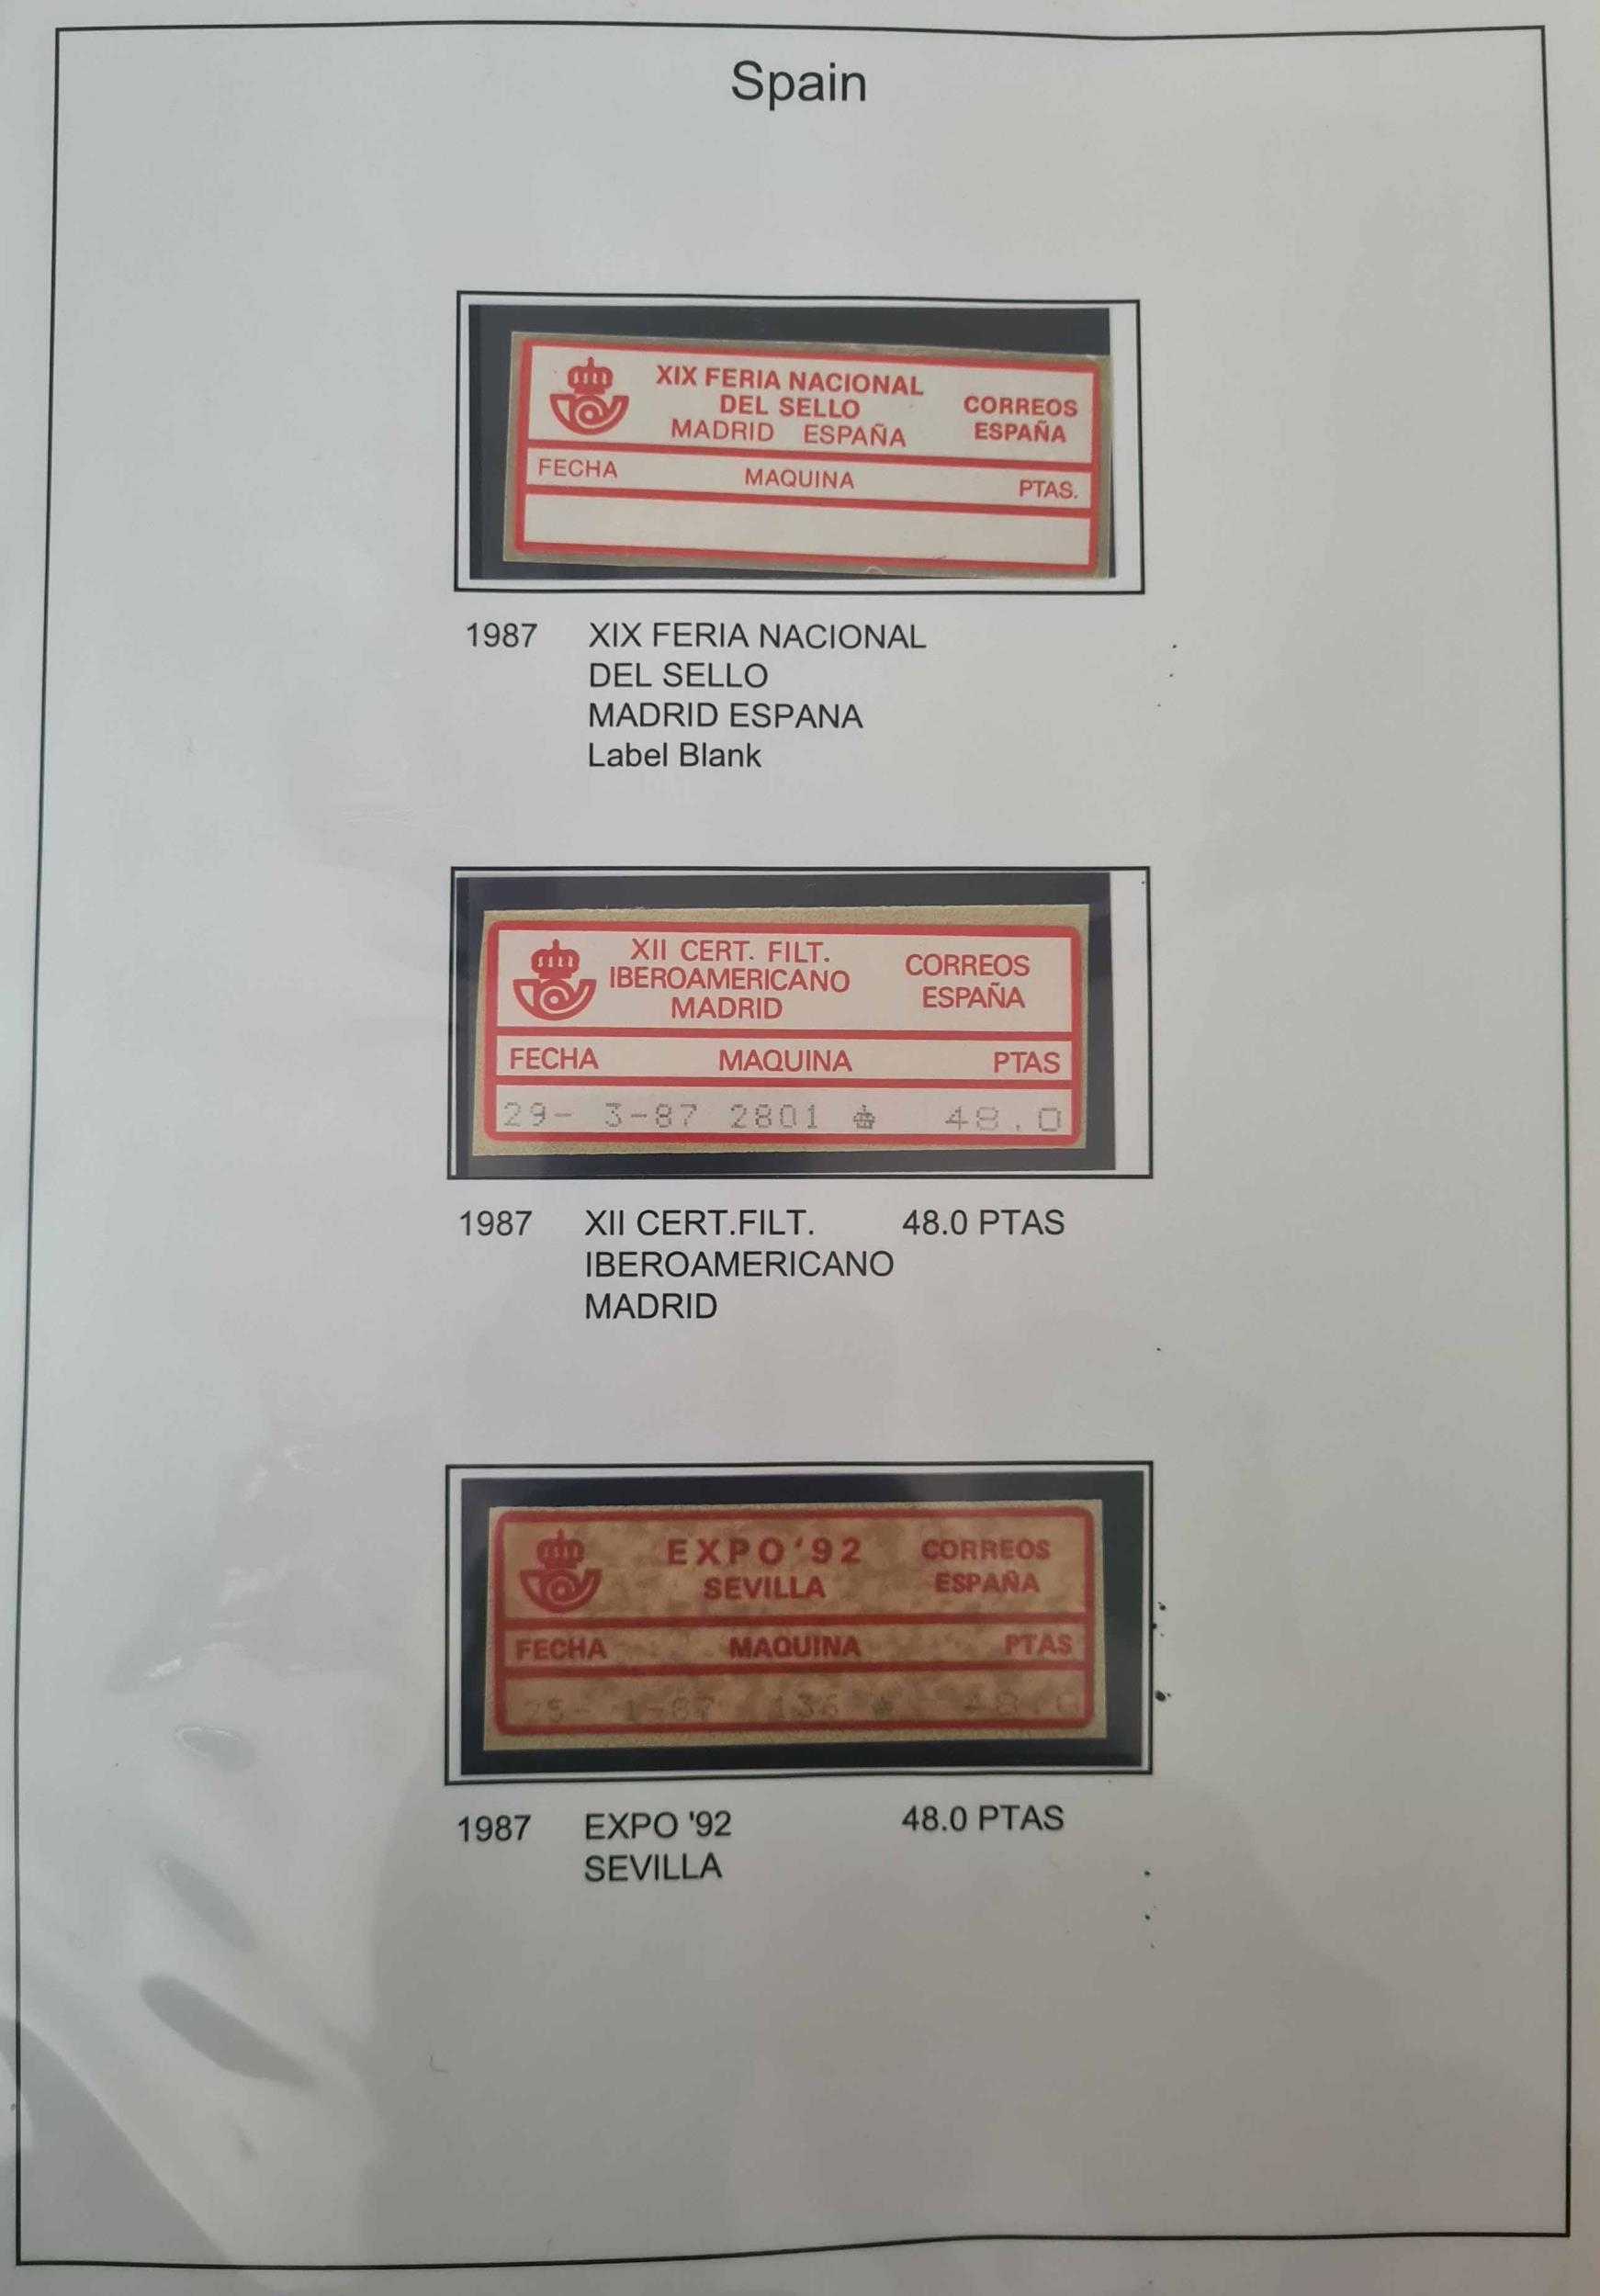 Spain
XIX FERIA NACIONAL
DEL SELLO
MADRID ESPAÑA
CORREOS
ESPAÑA
FECHA MAQUINA PTAS.
1987 XIX FERIA NACIONAL
DEL SELLO
MADRID ESPANA
Label Blank
XII CERT. FILT.
IBEROAMERICANO
MADRID
CORREOS
ESPAÑA
FECHA MAQUINA PTAS
29- 3-87 2801 48.0
1987 XII CERT.FILT. 48.0 PTAS
IBEROAMERICANO
MADRID
EXPO'92
SEVILLA
CORREOS
ESPAÑA
FECHA MAQUINA PTAS
48.0
1987 EXPO '92 48.0 PTAS
SEVILLA